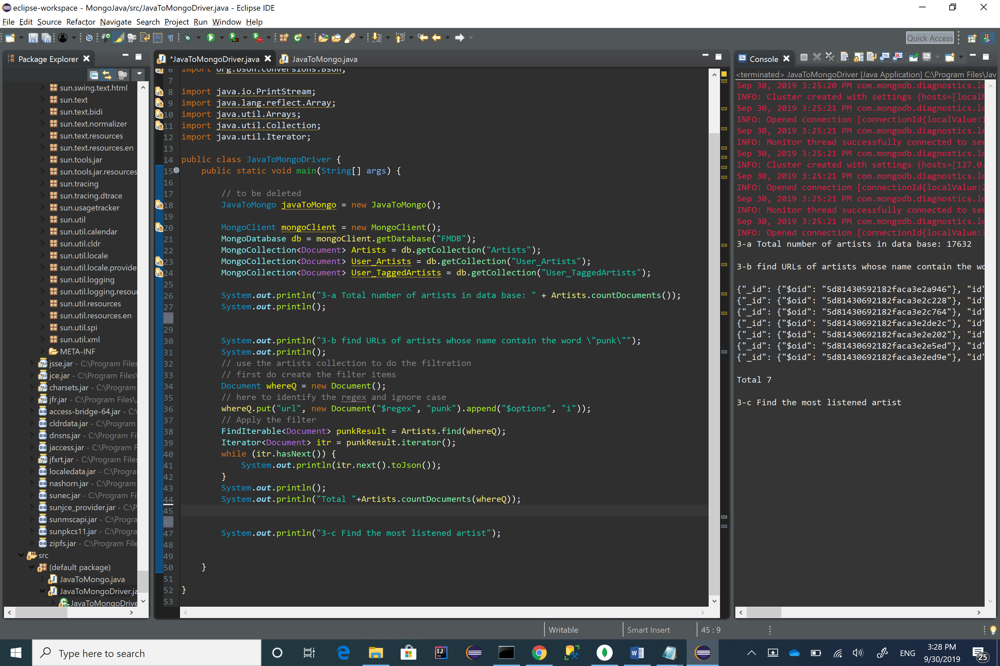 eclipse-workspace - MongoJava/src/JavaToMongoDriver.java - Eclipse IDE
File Edit Source Refactor Navigate Search Project Run Window Help
Quick Access
Package Explorer
sun.swing.text.html
sun.text
sun.text.bidi
sun.text.normalizer
sun.text.resources
sun.text.resources.en
sun.tools.jar
sun.tools.jar.resources
sun.tracing
sun.tracing.dtrace
sun.usagetracker
sun.util
sun.util.calendar
sun.util.cldr
sun.util.locale
sun.util.locale.provide
sun.util.logging
sun.util.logging.resou
sun.util.resources
sun.util.resources.en
sun.util.spi
sun.util.xml
META-INF
jsse.jar - C:\Program Files
jce.jar - C:\Program Files\
charsets.jar - C:\Program
jfr.jar - C:\Program Files\
access-bridge-64.jar - C:\
cldrdata.jar - C:\Program
dnsns.jar - C:\Program Fil
jaccess.jar - C:\Program F
jfxrt.jar - C:\Program Files
localedata.jar - C:\Progra
nashorn.jar - C:\Program
sunec.jar - C:\Program Fil
sunjce_provider.jar - C:\P
sunmscapi.jar - C:\Progra
sunpkcs11.jar - C:\Progra
zipfs.jar - C:\Program File
src
(default package)
JavaToMongo.java
JavaToMongoDriver.ja
JavaToMongoDrive
*JavaToMongoDriver.java
JavaToMongo.java
6 import org.bson.conversions.Bson;
7
8 import java.io.PrintStream;
9 import java.lang.reflect.Array;
10 import java.util.Arrays;
11 import java.util.Collection;
12 import java.util.Iterator;
13
14 public class JavaToMongoDriver {
15 public static void main(String[] args) {
16
17 // to be deleted
18 JavaToMongo javaToMongo = new JavaToMongo();
19
20 MongoClient mongoClient = new MongoClient();
21 MongoDatabase db = mongoClient.getDatabase("FMDB");
22 MongoCollection<Document> Artists = db.getCollection("Artists");
23 MongoCollection<Document> User_Artists = db.getCollection("User_Artists");
24 MongoCollection<Document> User_TaggedArtists = db.getCollection("User_TaggedArtists");
25
26 System.out.println("3-a Total number of artists in data base: " + Artists.countDocuments());
27 System.out.println();
28
29
30 System.out.println("3-b find URLs of artists whose name contain the word \"punk\"");
31 System.out.println();
32 // use the artists collection to do the filtration
33 // first do create the filter items
34 Document whereQ = new Document();
35 // here to identify the regex and ignore case
36 whereQ.put("url", new Document("$regex", "punk").append("$options", "i"));
37 // Apply the filter
38 FindIterable<Document> punkResult = Artists.find(whereQ);
39 Iterator<Document> itr = punkResult.iterator();
40 while (itr.hasNext()) {
41 System.out.println(itr.next().toJson());
42 }
43 System.out.println();
44 System.out.println("Total "+Artists.countDocuments(whereQ));
45
46
47 System.out.println("3-c Find the most listened artist");
48
49
50 }
51
52 }
53
Console
<terminated> JavaToMongoDriver [Java Application] C:\Program Files\Jav
Sep 30, 2019 3:25:20 PM com.mongodb.diagnostics.lo
INFO: Cluster created with settings {hosts=[localh
Sep 30, 2019 3:25:21 PM com.mongodb.diagnostics.lo
INFO: Opened connection [connectionId{localValue:1
Sep 30, 2019 3:25:21 PM com.mongodb.diagnostics.lo
INFO: Monitor thread successfully connected to ser
Sep 30, 2019 3:25:21 PM com.mongodb.diagnostics.lo
INFO: Cluster created with settings {hosts=[127.0.
Sep 30, 2019 3:25:21 PM com.mongodb.diagnostics.lo
INFO: Opened connection [connectionId{localValue:2
Sep 30, 2019 3:25:21 PM com.mongodb.diagnostics.lo
INFO: Monitor thread successfully connected to ser
Sep 30, 2019 3:25:21 PM com.mongodb.diagnostics.lo
INFO: Opened connection [connectionId{localValue:3
3-a Total number of artists in data base: 17632
3-b find URLs of artists whose name contain the wo
{"_id": {"$oid": "5d81430592182faca3e2a946"}, "id"
{"_id": {"$oid": "5d81430692182faca3e2c228"}, "id"
{"_id": {"$oid": "5d81430692182faca3e2c764"}, "id"
{"_id": {"$oid": "5d81430692182faca3e2de2c"}, "id"
{"_id": {"$oid": "5d81430692182faca3e2e202"}, "id"
{"_id": {"$oid": "5d81430692182faca3e2e5ed"}, "id"
{"_id": {"$oid": "5d81430692182faca3e2ed9e"}, "id"
Total 7
3-c Find the most listened artist
Writable
Smart Insert
45 : 9
Type here to search
ENG
3:28 PM
9/30/2019
25